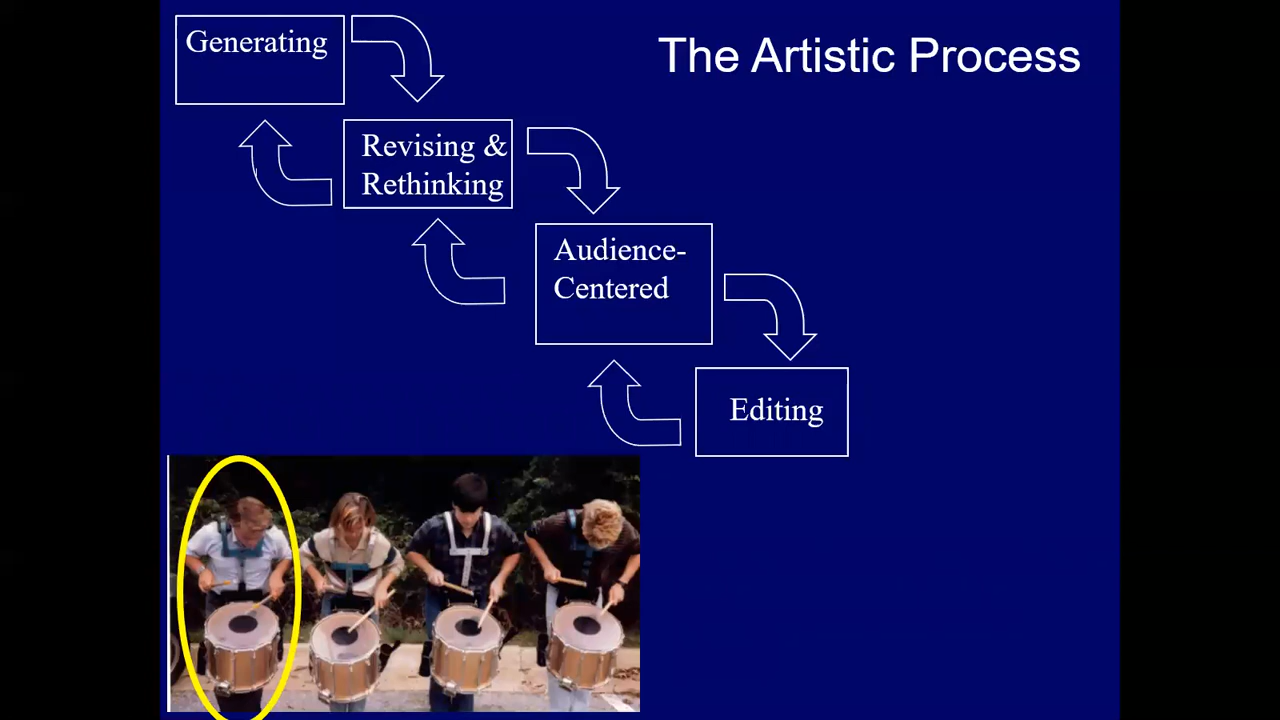 The Artistic Process
Generating
Revising &
Rethinking
Audience-
Centered
Editing